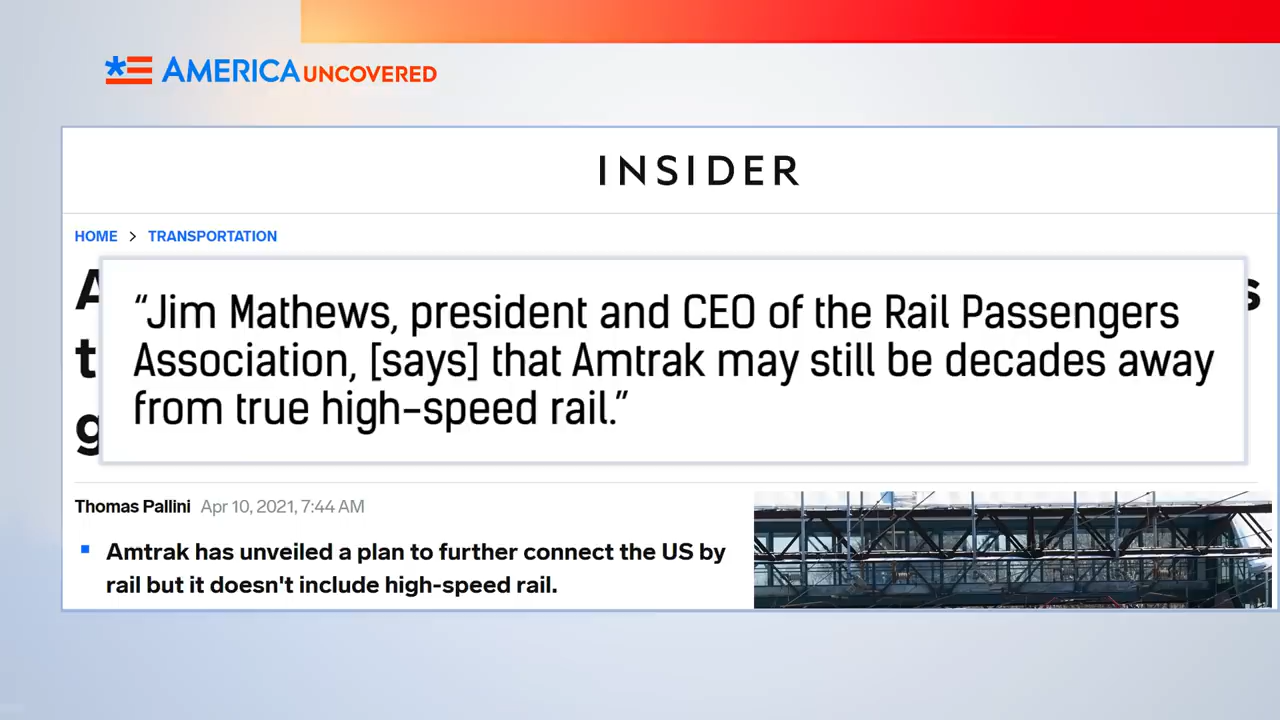 AMERICA UNCOVERED
INSIDER
HOME > TRANSPORTATION
“Jim Mathews, president and CEO of the Rail Passengers
Association, [says] that Amtrak may still be decades away
from true high-speed rail.”
Thomas Pallini Apr 10, 2021, 7:44 AM
Amtrak has unveiled a plan to further connect the US by
rail but it doesn't include high-speed rail.